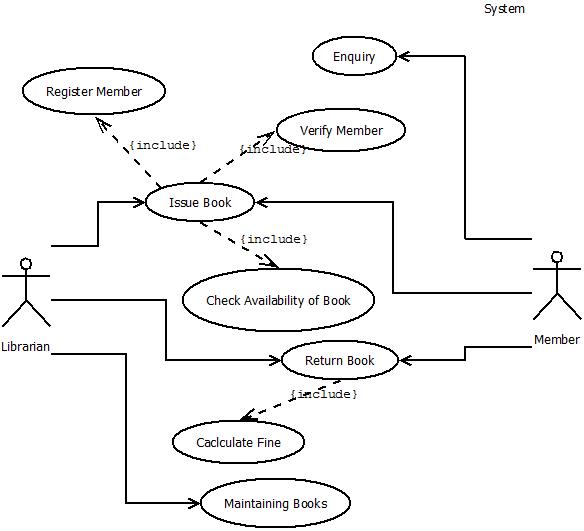 System
Enquiry
Register Member
Verify Member
{include}
{include}
Issue Book
{include}
Check Availability of Book
Librarian
Member
Return Book
{include}
Caclculate Fine
Maintaining Books